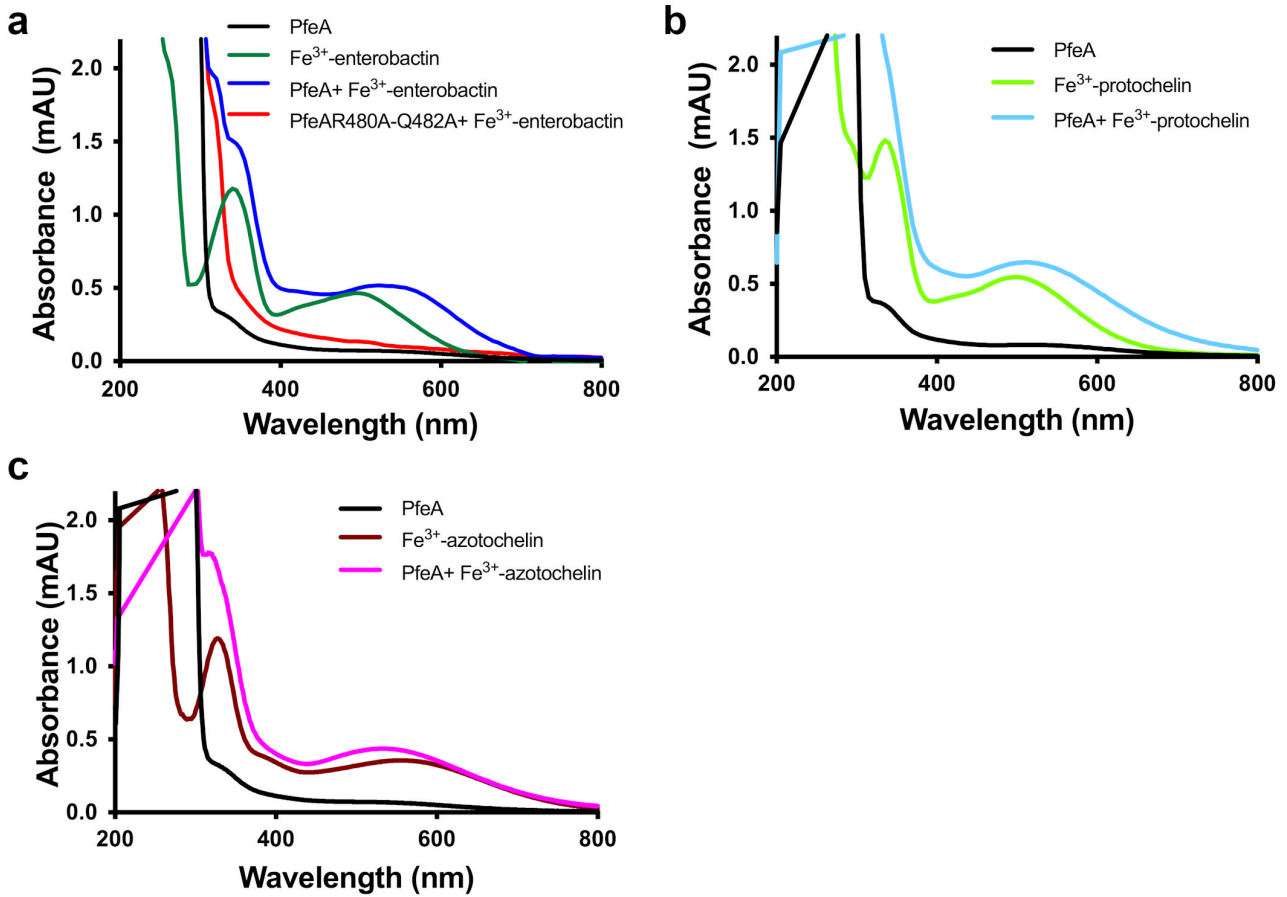 a
PfeA
Fe3+-enterobactin
PfeA+ Fe3+-enterobactin
PfeAR480A-Q482A+ Fe3+-enterobactin
Absorbance (mAU)
2.0
1.5
1.0
0.5
0.0
200
400
600
800
Wavelength (nm)
b
PfeA
Fe3+-protochelin
PfeA+ Fe3+-protochelin
Absorbance (mAU)
2.0
1.5
1.0
0.5
0.0
200
400
600
800
Wavelength (nm)
c
PfeA
Fe3+-azotochelin
PfeA+ Fe3+-azotochelin
Absorbance (mAU)
2.0
1.5
1.0
0.5
0.0
200
400
600
800
Wavelength (nm)